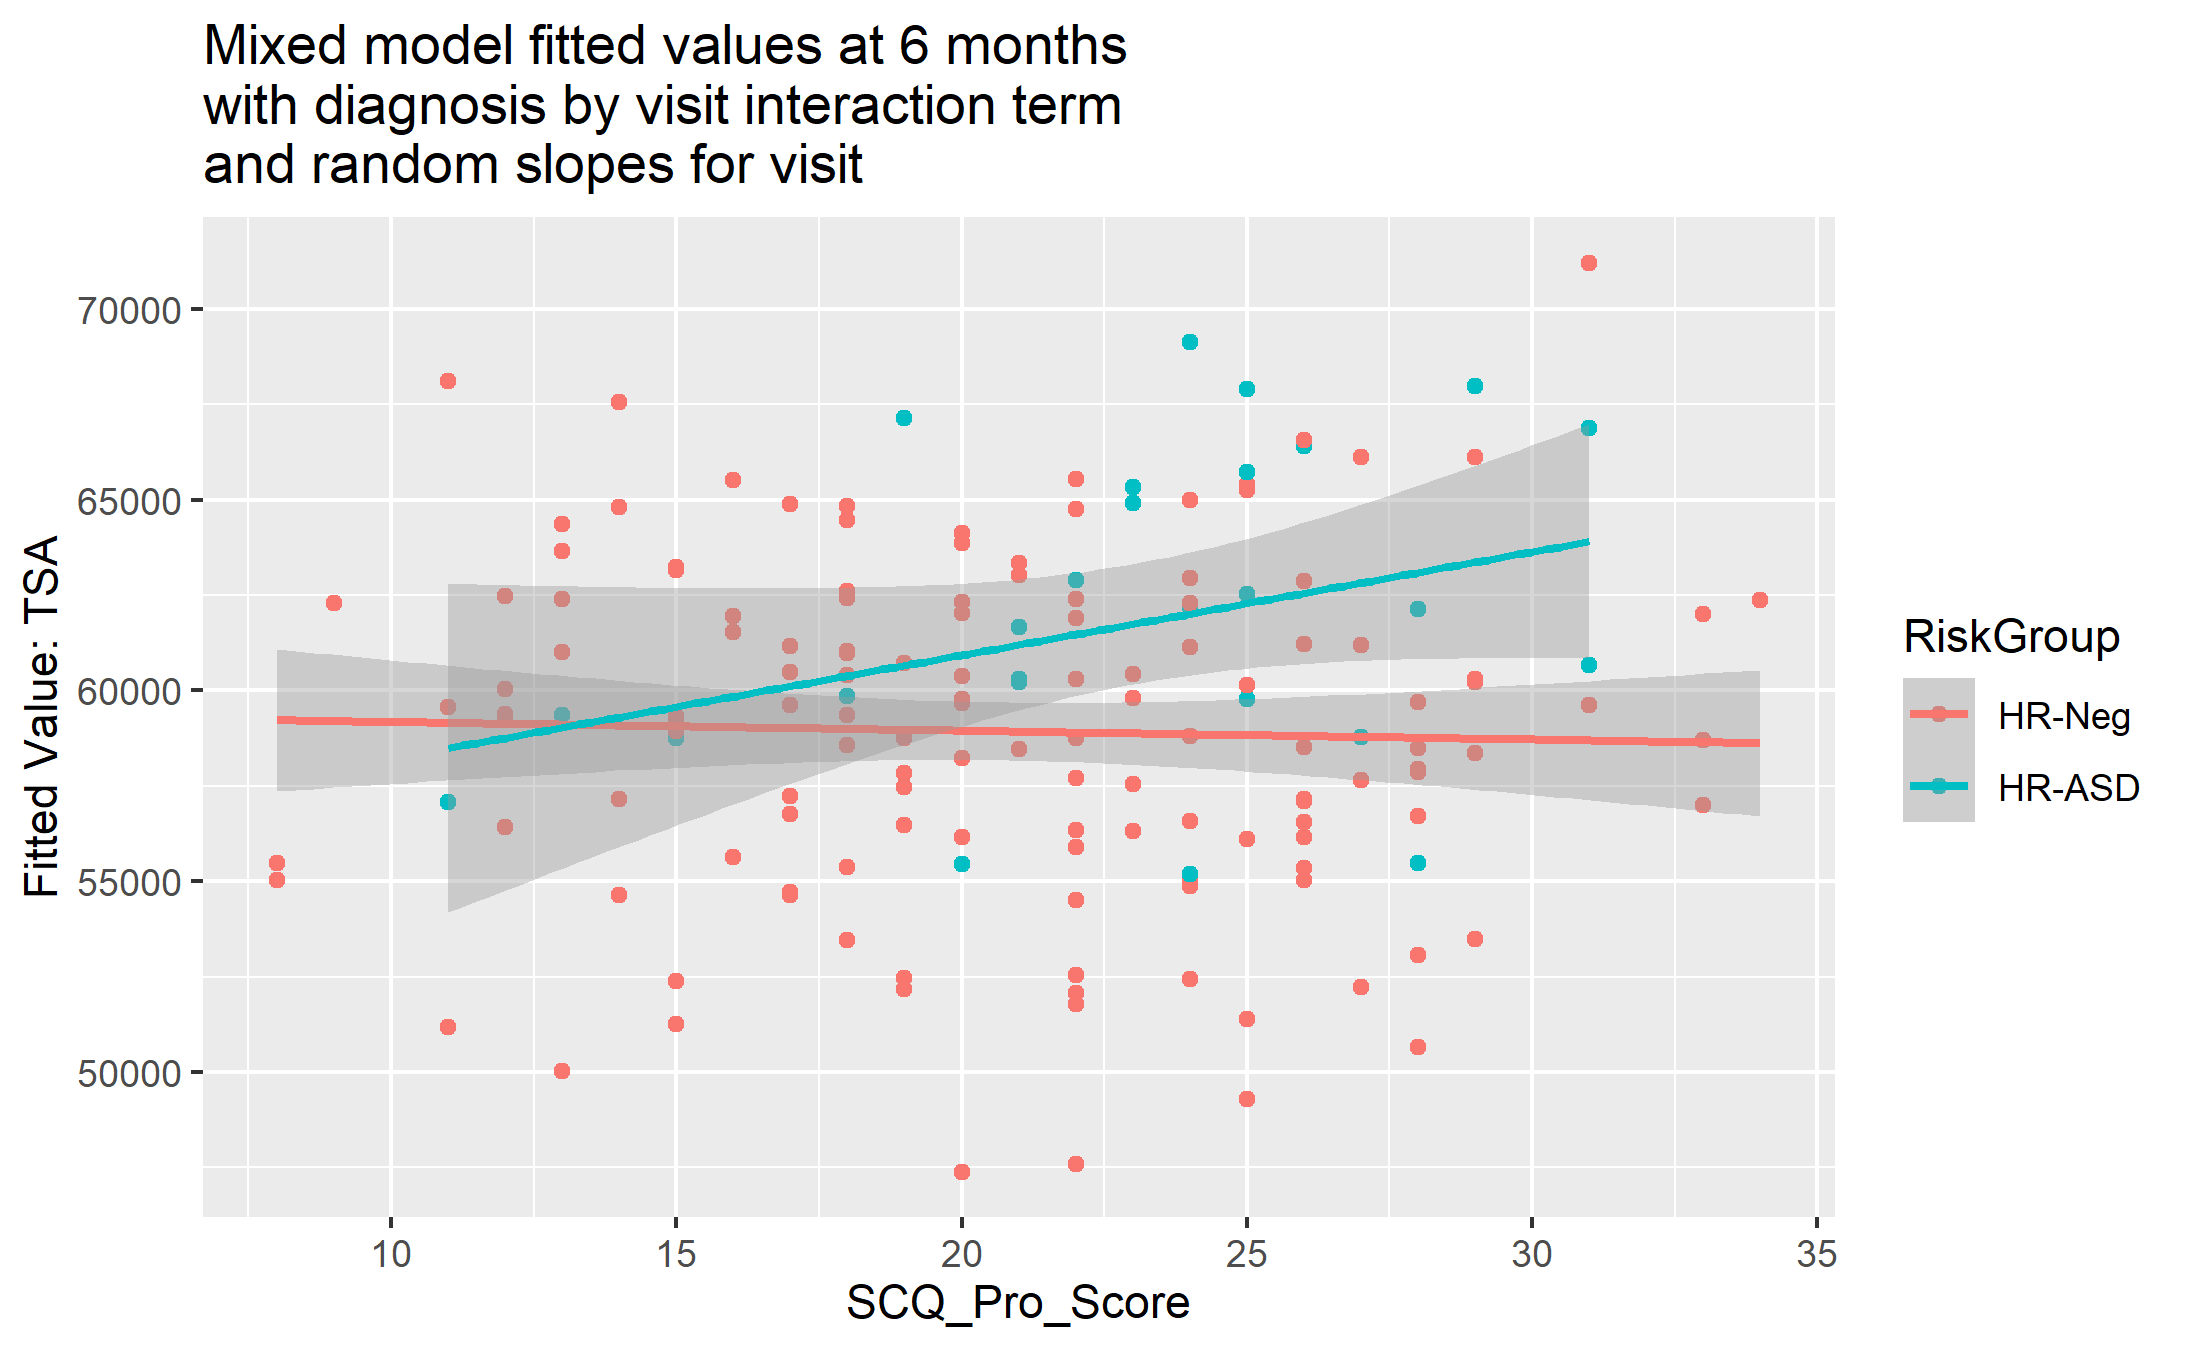 Mixed model fitted values at 6 months
with diagnosis by visit interaction term
and random slopes for visit
Fitted Value: TSA
70000
65000
60000
55000
50000
10
15
20
25
30
35
SCQ_Pro_Score
RiskGroup
HR-Neg
HR-ASD